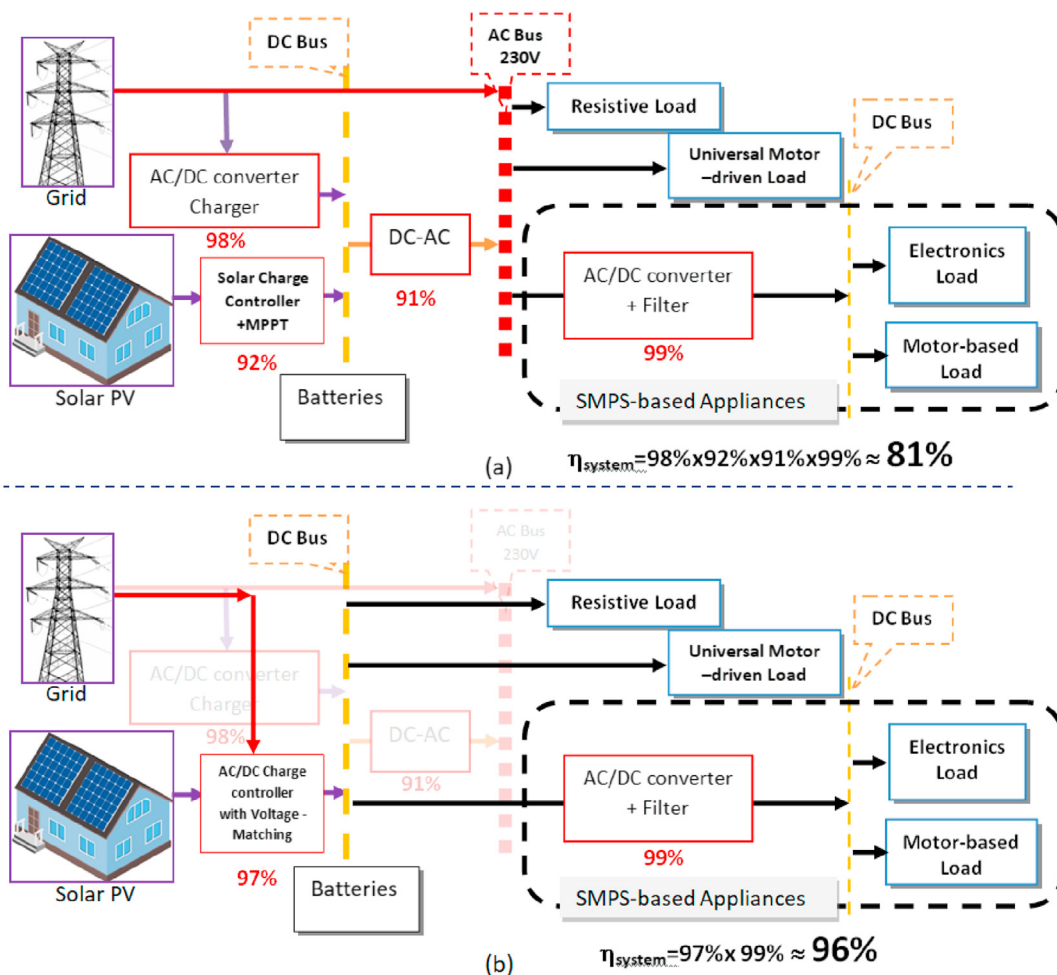 DC Bus
AC Bus
230V
Resistive Load
DC Bus
Universal Motor
–driven Load
Grid
AC/DC converter
Charger
98%
DC-AC
91%
Solar Charge
Controller
+MPPT
92%
Solar PV
Batteries
AC/DC converter
+ Filter
99%
Electronics
Load
Motor-based
Load
SMPS-based Appliances
(a)
ηsystem=98%x92%x91%x99% ≈ 81%
DC Bus
AC Bus
230V
Resistive Load
DC Bus
Universal Motor
–driven Load
Grid
AC/DC converter
Charger
98%
DC-AC
91%
AC/DC Charge
controller
with Voltage -
Matching
97%
Solar PV
Batteries
AC/DC converter
+ Filter
99%
Electronics
Load
Motor-based
Load
SMPS-based Appliances
(b)
ηsystem=97%x 99% ≈ 96%